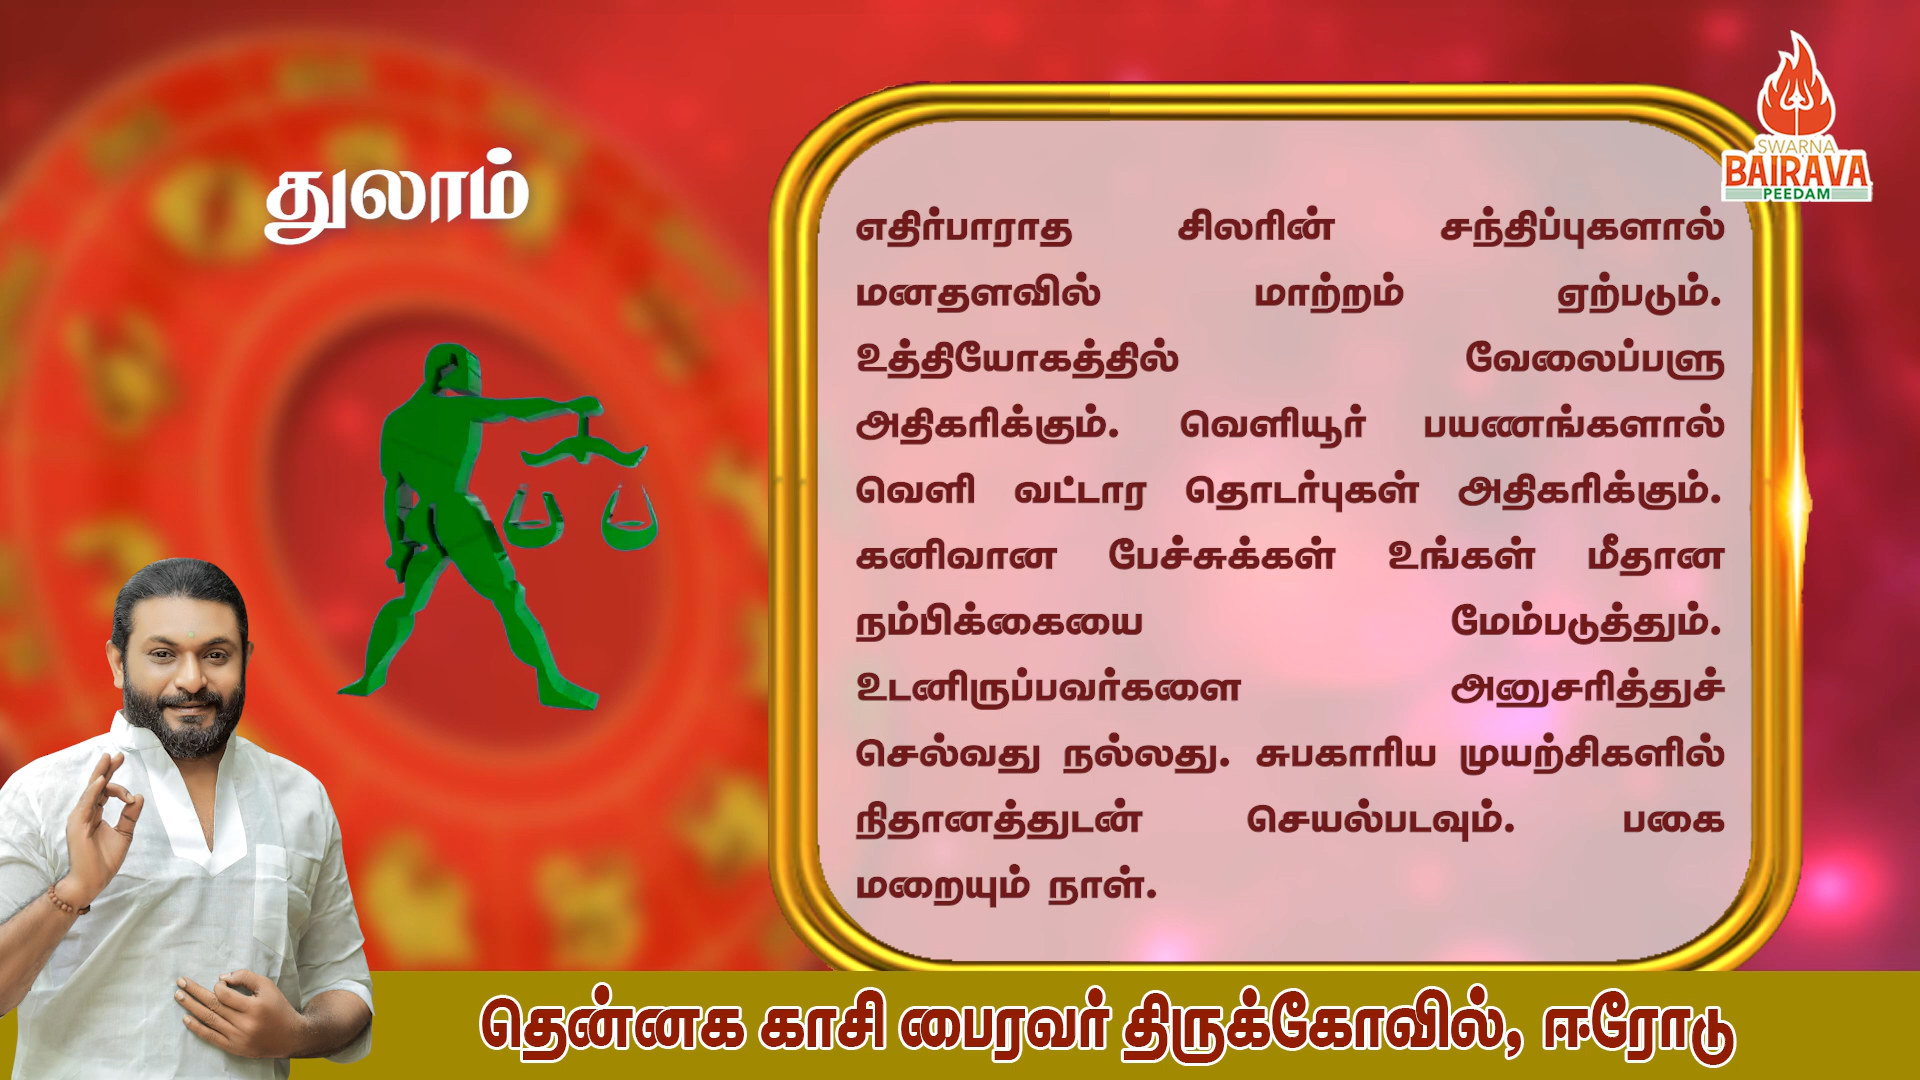 துலாம்
SWARNA
BAIRAVA
PEEDAM
எதிர்பாராத சிலரின் சந்திப்புகளால்
மனதளவில் மாற்றம் ஏற்படும்.
உத்தியோகத்தில் வேலைப்பளு
அதிகரிக்கும். வெளியூர் பயணங்களால்
வெளி வட்டார தொடர்புகள் அதிகரிக்கும்.
கனிவான பேச்சுக்கள் உங்கள் மீதான
நம்பிக்கையை மேம்படுத்தும்.
உடனிருப்பவர்களை அனுசரித்துச்
செல்வது நல்லது. சுபகாரிய முயற்சிகளில்
நிதானத்துடன் செயல்படவும். பகை
மறையும் நாள்.
தென்னக காசி பைரவர் திருக்கோவில், ஈரோடு